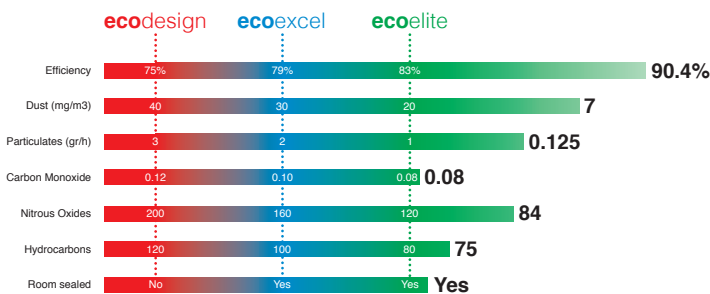 ecodesign ecoexcel ecoelite
Efficiency 75% 79% 83% 90.4%
Dust (mg/m3) 40 30 20 7
Particulates (gr/h) 3 2 1 0.125
Carbon Monoxide 0.12 0.10 0.08 0.08
Nitrous Oxides 200 160 120 84
Hydrocarbons 120 100 80 75
Room sealed No Yes Yes Yes